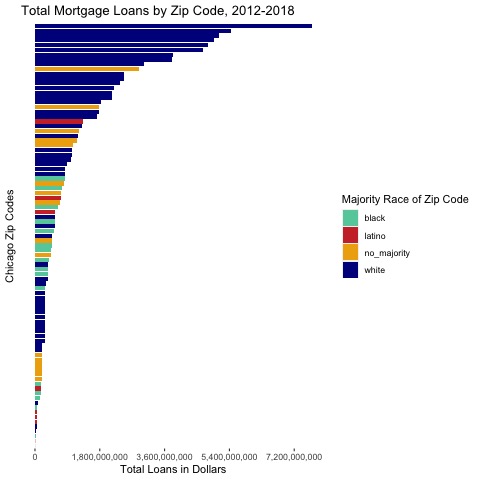 Total Mortgage Loans by Zip Code, 2012-2018
Chicago Zip Codes
Majority Race of Zip Code
black
latino
no_majority
white
0
1,800,000,000
3,600,000,000
5,400,000,000
7,200,000,000
Total Loans in Dollars